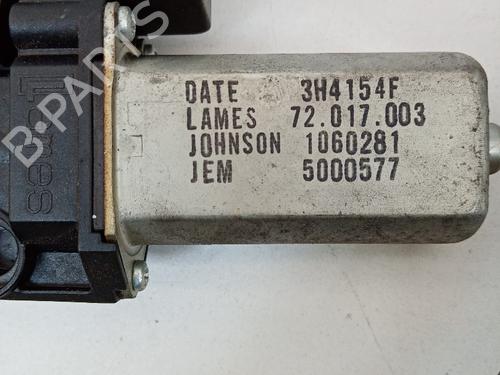 B-PARTS
DATE 3H4154F
LAMES 72.017.003
JOHNSON 1060281
JEM 5000577